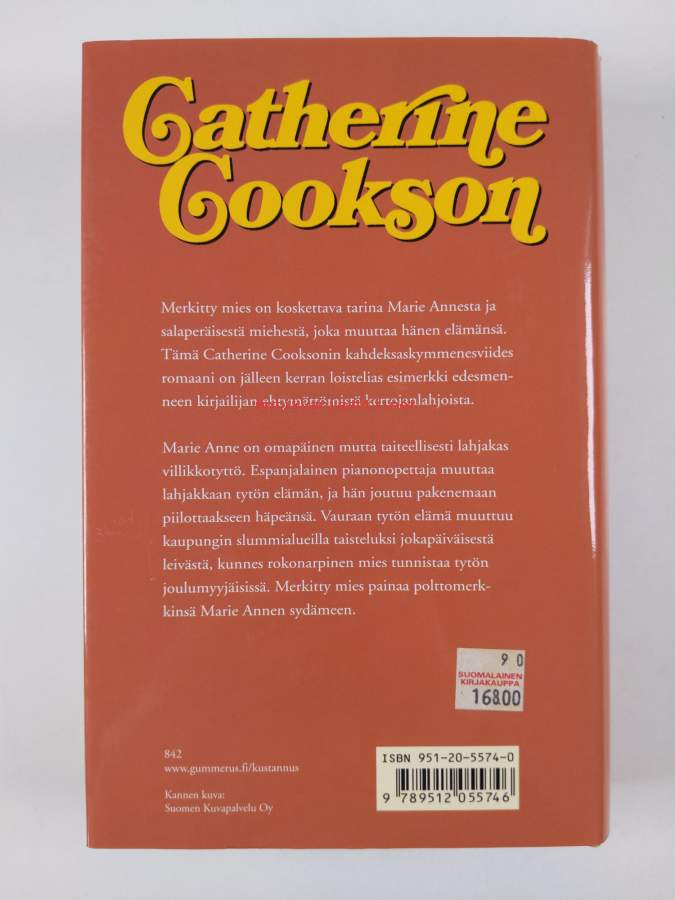 Catherine
Cookson
Merkitty mies on koskettava tarina Marie Annesta ja
salaperäisestä miehestä, joka muuttaa hänen elämänsä.
Tämä Catherine Cooksonin kahdeksaskymmenesviides
romaani on jälleen kerran loistelias esimerkki edesmen-
neen kirjailijan ehtymättömistä kertojanlahjoista.
Marie Anne on omapäinen mutta taiteellisesti lahjakas
villikkotyttö. Espanjalainen pianonopettaja muuttaa
lahjakkaan tytön elämän, ja hän joutuu pakenemaan
piilottaakseen häpeänsä. Vauraan tytön elämä muuttuu
kaupungin slummialueilla taisteluksi jokapäiväisestä
leivästä, kunnes rokonarpinen mies tunnistaa tytön
joulumyyjäisissä. Merkitty mies painaa polttomerk-
kinsä Marie Annen sydämeen.
90
SUOMALAINEN
KIRJAKAUPPA
168.00
842
www.gummerus.fi/kustannus
Kannen kuva:
Suomen Kuvapalvelu Oy
ISBN 951-20-5574-0
9 789512 055746